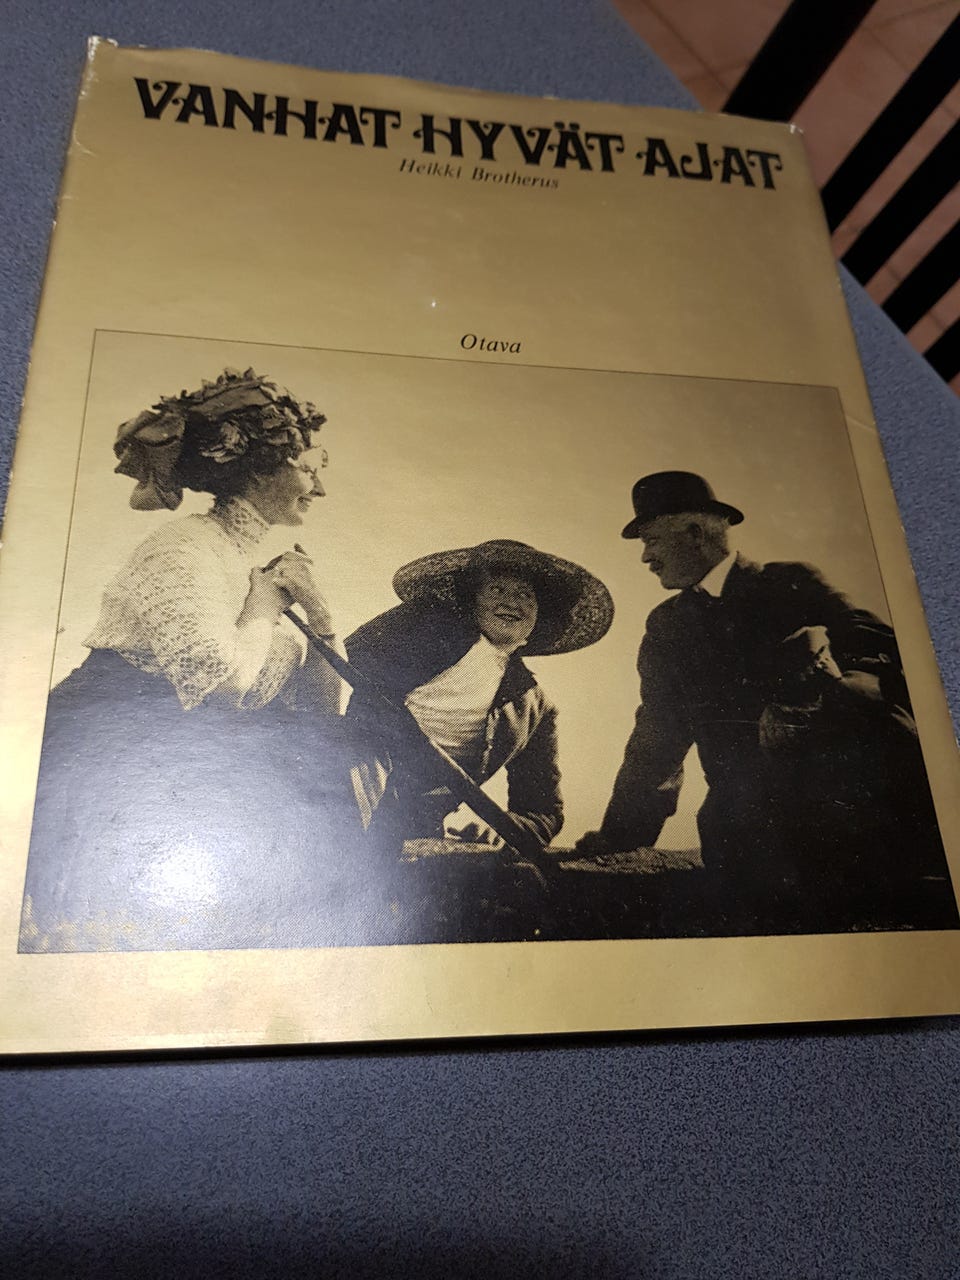 VANHAT HYVÄT AJAT
Heikki Brotherus
Otava